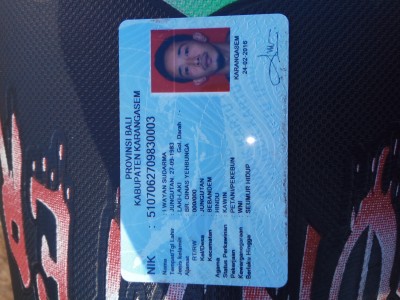 PROVINSI BALI
KABUPATEN KARANGASEM
NIK : 5107062709830003
Nama : I WAYAN SUDARMA
Tempat/Tgl Lahir : JUNGUTAN, 27-09-1983
Jenis Kelamin : LAKI-LAKI Gol. Darah : -
Alamat : BR. DINAS YEHBUNGA
RT/RW : 000/000
Kel/Desa : JUNGUTAN
Kecamatan : BEBANDEM
Agama : HINDU
Status Perkawinan : KAWIN
Pekerjaan : PETANI/PEKEBUN
Kewarganegaraan : WNI
Berlaku Hingga : SEUMUR HIDUP
KARANGASEM
24-02-2016